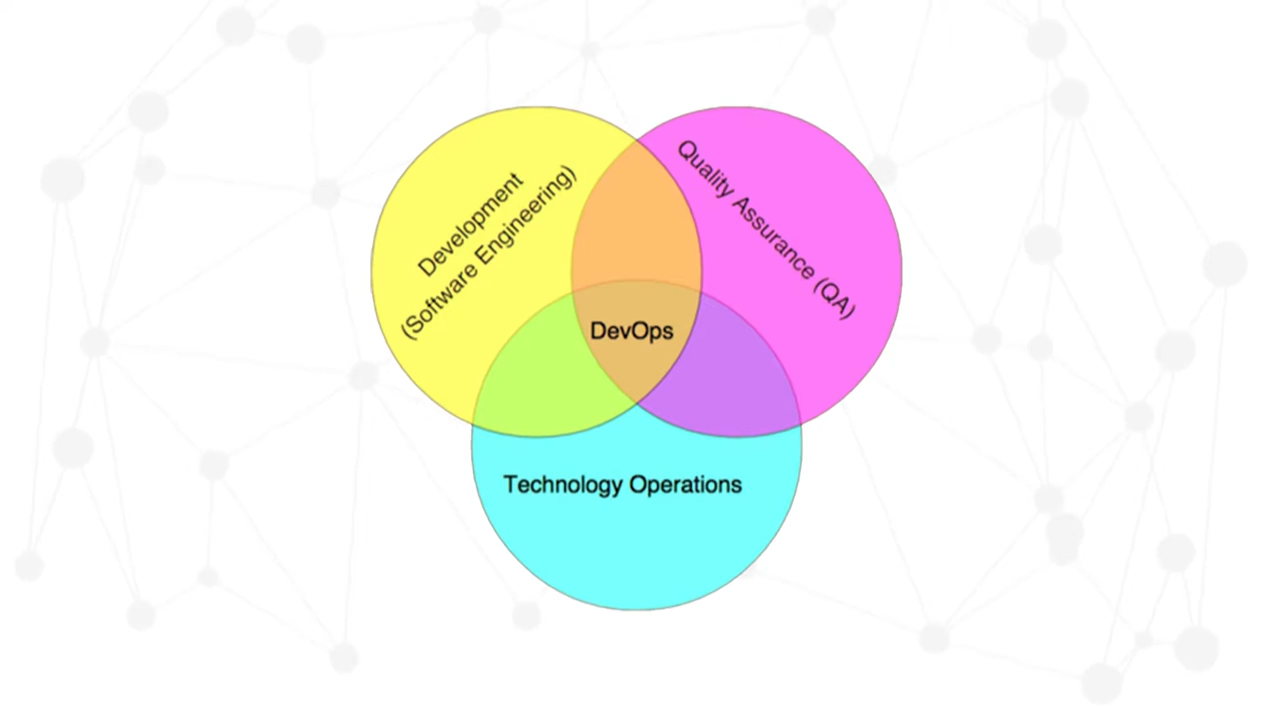 Development
(Software Engineering)
Quality Assurance (QA)
DevOps
Technology Operations